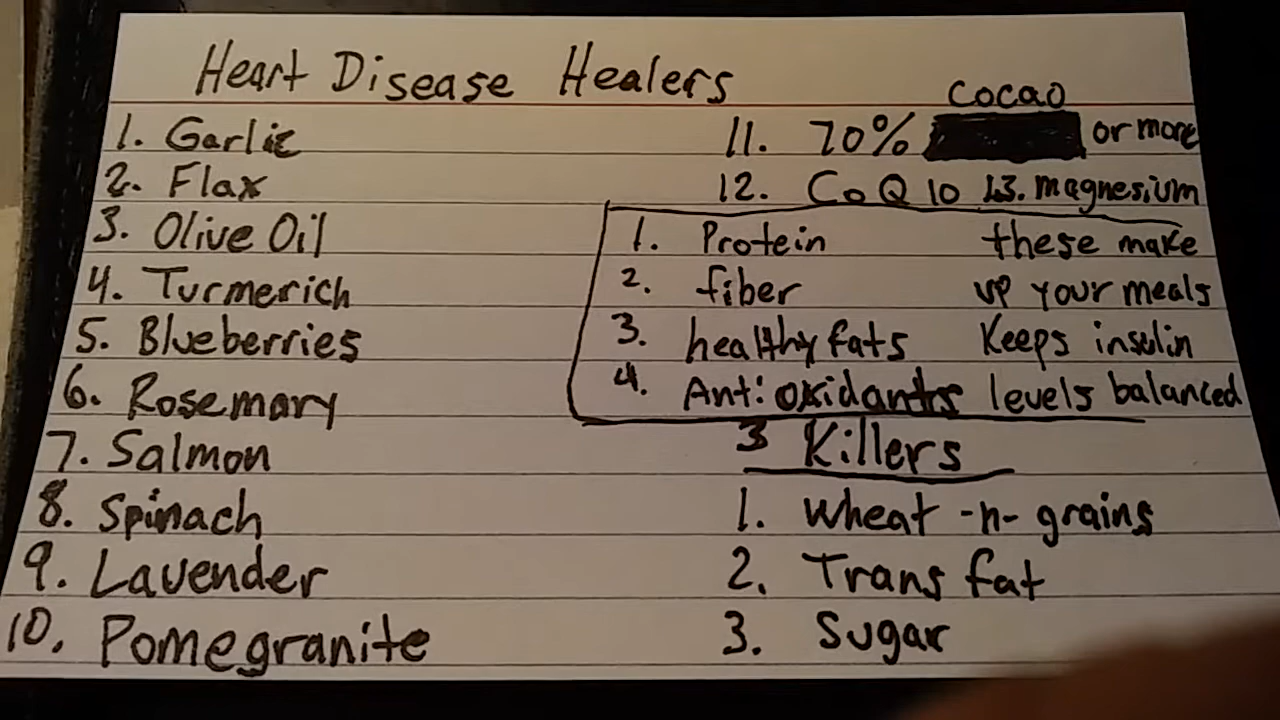 Heart Disease Healers
1. Garlic
2. Flax
3. Olive Oil
4. Turmerich
5. Blueberries
6. Rosemary
7. Salmon
8. Spinach
9. Lavender
10. Pomegranite
cocao
11. 70% or more
12. CoQ10 13. magnesium
1. Protein these make
2. fiber up your meals
3. healthy fats Keeps insulin
4. Antioxidants levels balanced
3 Killers
1. Wheat -n- grains
2. Trans fat
3. Sugar